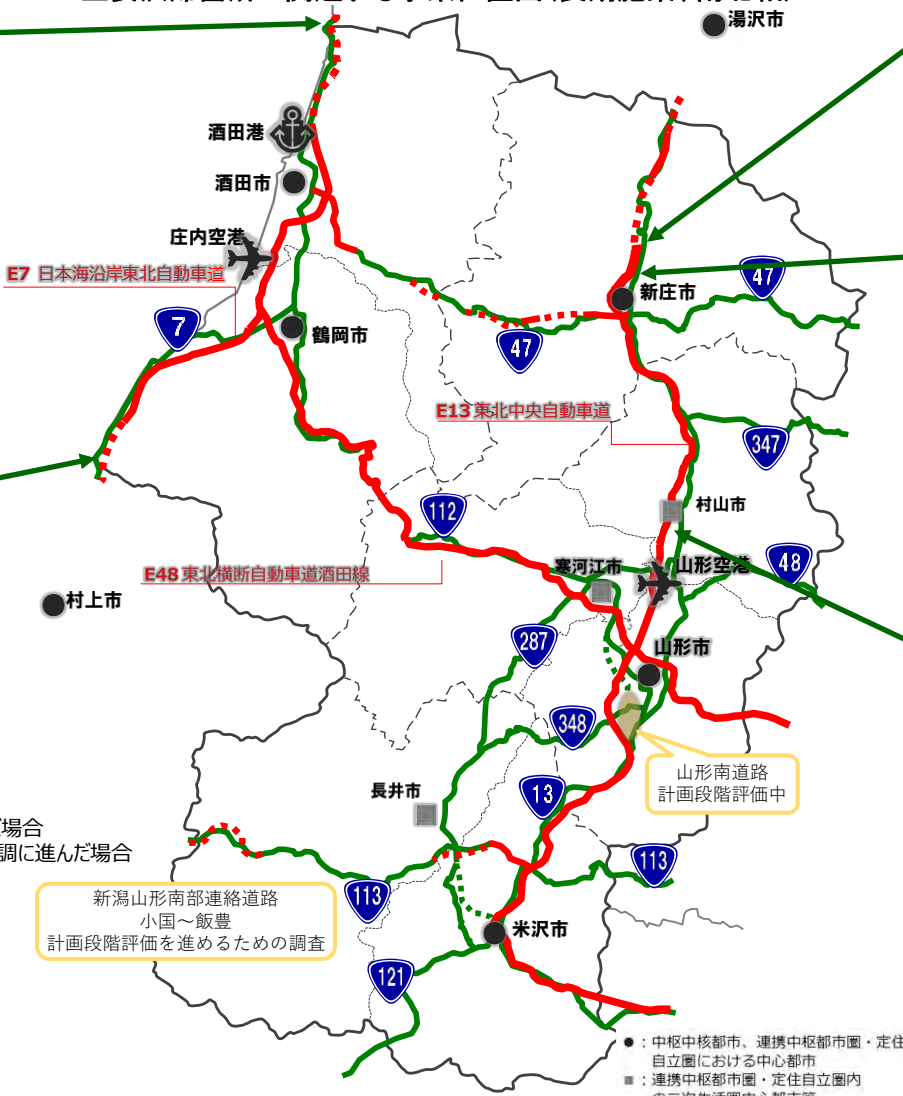 湯沢市
酒田港
酒田市
庄内空港
E7 日本海沿岸東北自動車道
7
鶴岡市
新庄市
47
47
E13 東北中央自動車道
347
村山市
112
48
山形空港
寒河江市
E48 東北横断自動車道酒田線
村上市
287
山形市
348
山形南道路
計画段階評価中
長井市
13
場合
調に進んだ場合
113
113
新潟山形南部連絡道路
小国～飯豊
計画段階評価を進めるための調査
米沢市
121
●：中枢中核都市、連携中枢都市圏・定住
自立圏における中心都市
■：連携中枢都市圏・定住自立圏内